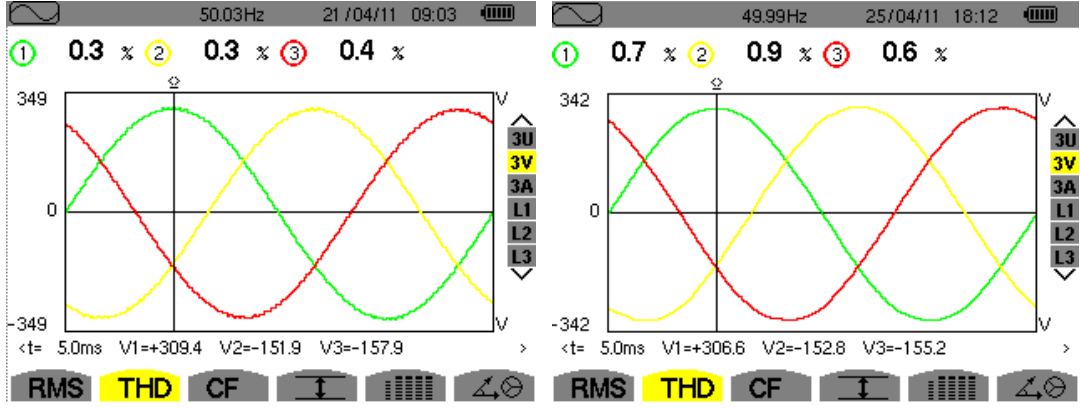 50.03Hz 21/04/11 09:03
1 0.3 % 2 0.3 % 3 0.4 %
349 V
3U
3V
3A
0 L1
L2
L3
-349 V
<t= 5.0ms V1=+309.4 V2=-151.9 V3=-157.9 >
RMS THD CF
49.99Hz 25/04/11 18:12
1 0.7 % 2 0.9 % 3 0.6 %
342 V
3U
3V
3A
0 L1
L2
L3
-342 V
<t= 5.0ms V1=+306.6 V2=-152.8 V3=-155.2 >
RMS THD CF